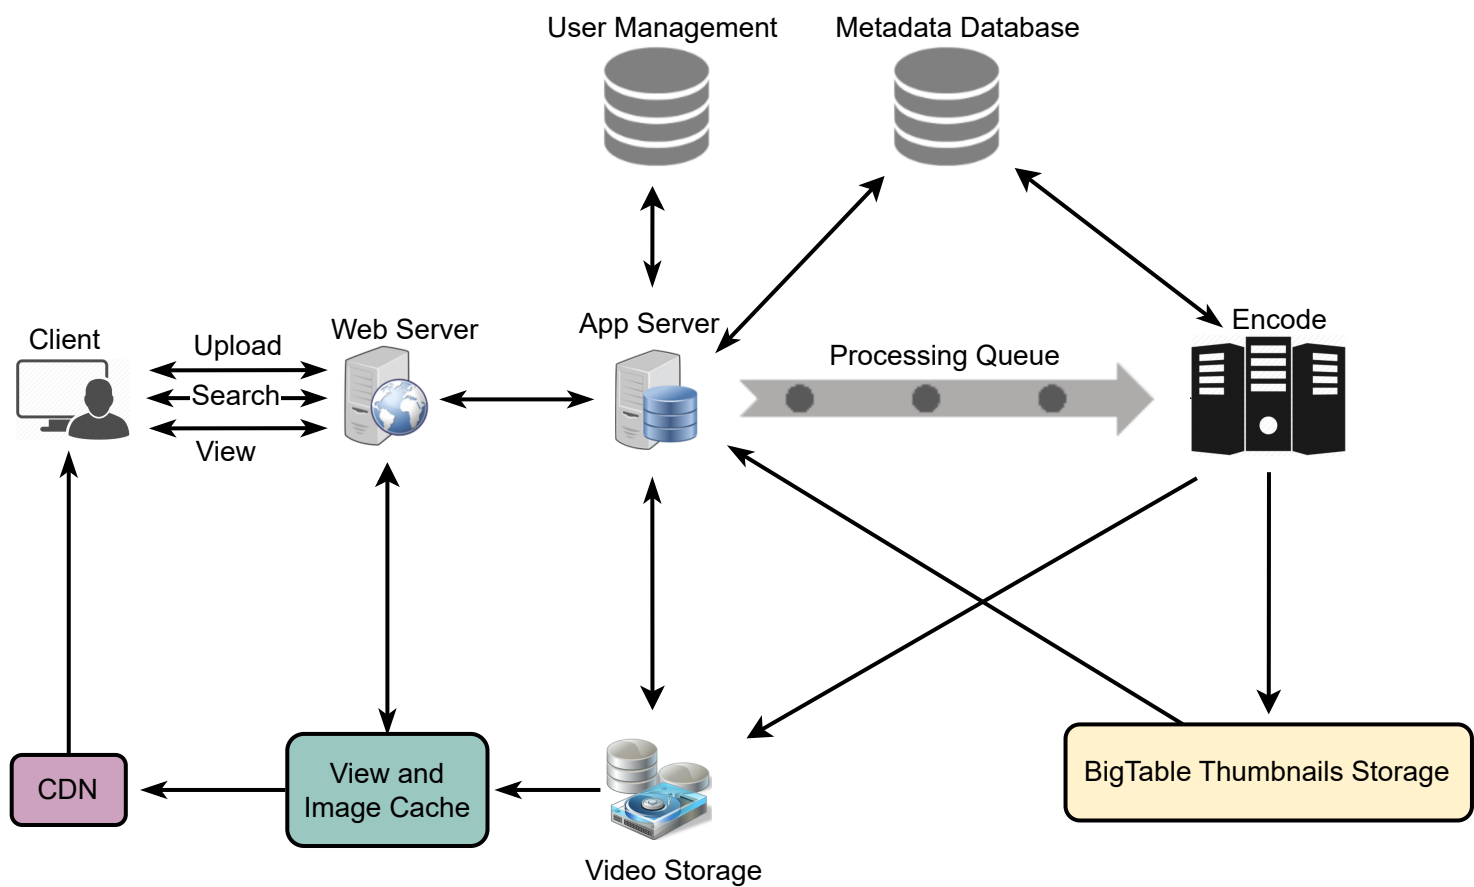 User Management
Metadata Database
Client
Upload
Web Server
App Server
Encode
Processing Queue
Search
View
CDN
View and
Image Cache
BigTable Thumbnails Storage
Video Storage